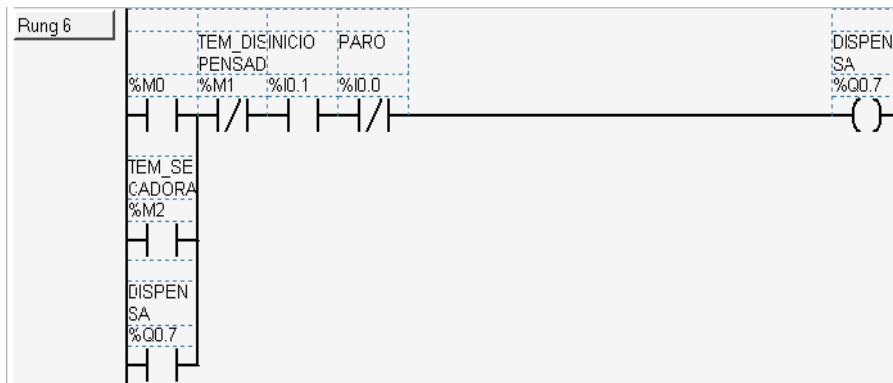 Rung 6
TEM_DIS INICIO PARO DISPEN
PENSAD SA
%M0 %M1 %I0.1 %I0.0 %Q0.7
TEM_SE
CADORA
%M2
DISPEN
SA
%Q0.7